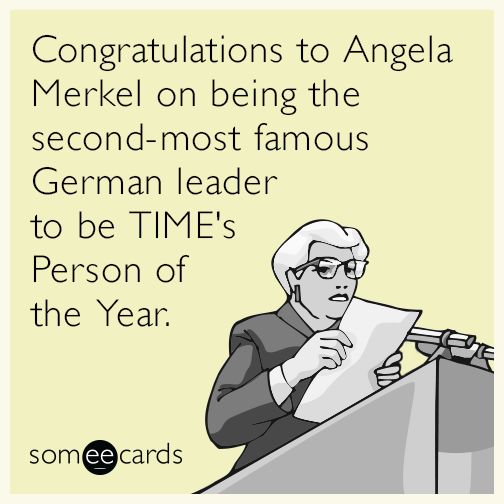 Congratulations to Angela
Merkel on being the
second-most famous
German leader
to be TIME's
Person of
the Year.
someecards